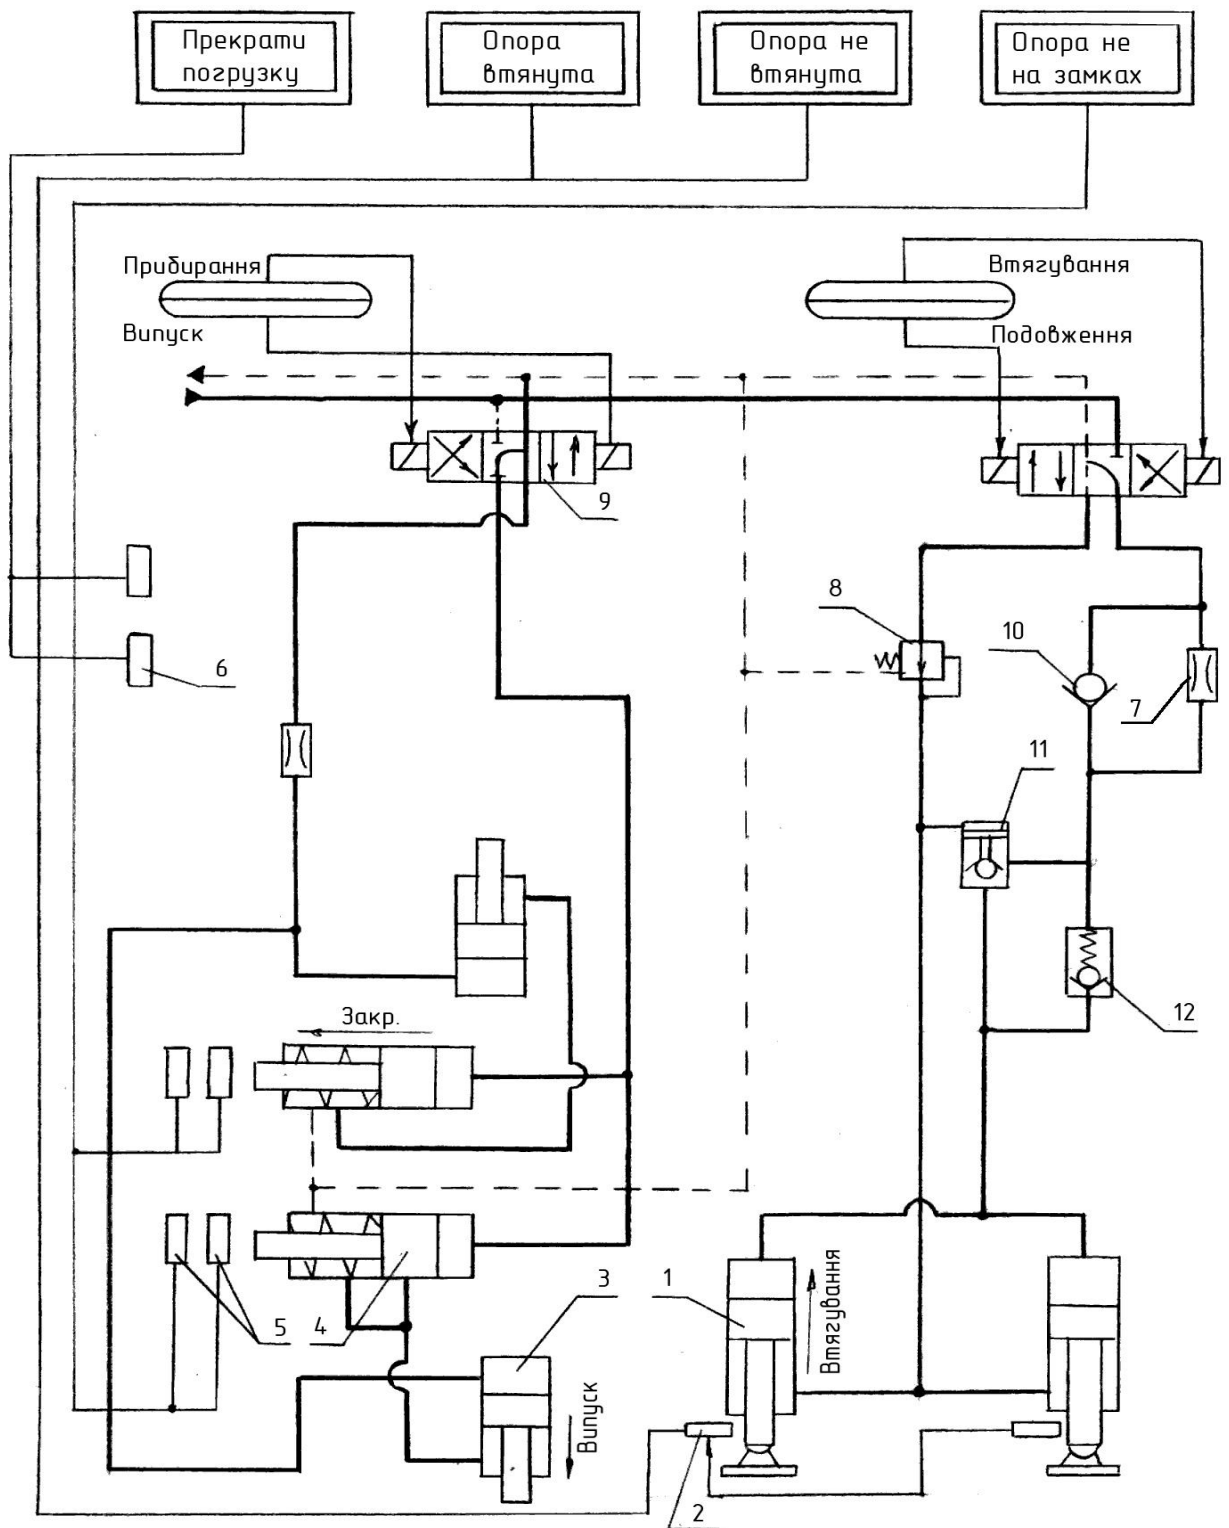 Прекрати
погрузку
Опора
втянута
Опора не
втянута
Опора не
на замках
Прибирання
Випуск
Втягування
Подовження
9
8
10
6
7
11
12
Закр.
5
4
3
1
Втягування
Випуск
2